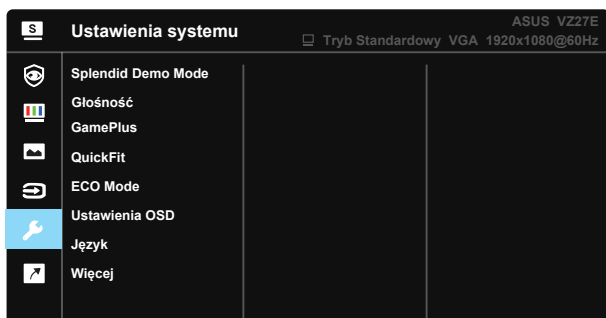 S
Ustawienia systemu
ASUS VZ27E
Tryb Standardowy VGA 1920x1080@60Hz
Splendid Demo Mode
Głośność
GamePlus
QuickFit
ECO Mode
Ustawienia OSD
Język
Więcej